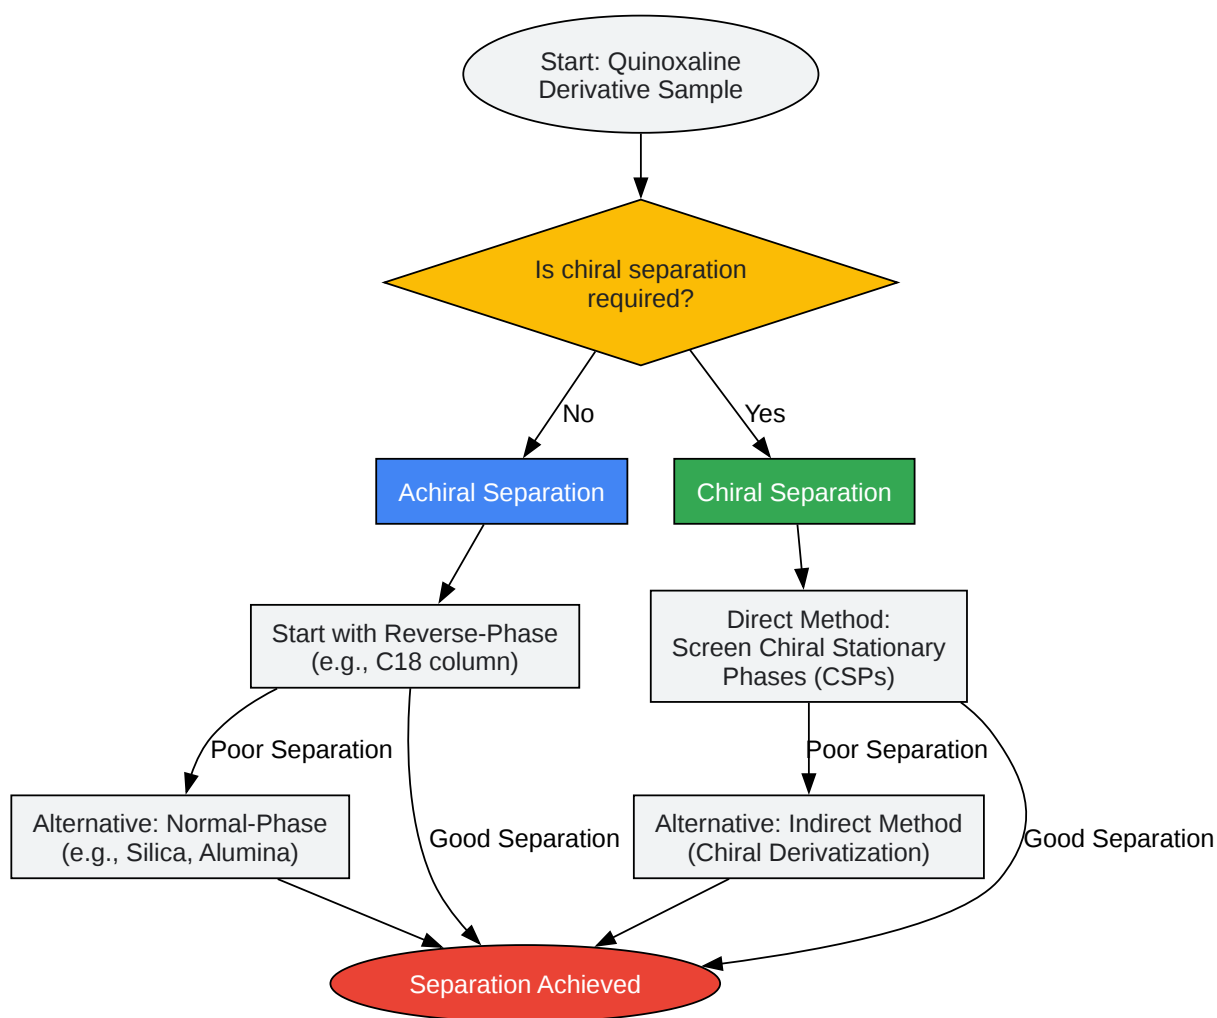 Start: Quinoxaline
Derivative Sample
Is chiral separation
required?
No
Yes
Achiral Separation
Chiral Separation
Start with Reverse-Phase
(e.g., C18 column)
Direct Method:
Screen Chiral Stationary
Phases (CSPs)
Poor Separation
Poor Separation
Alternative: Normal-Phase
(e.g., Silica, Alumina)
Good Separation
Alternative: Indirect Method
(Chiral Derivatization)
Good Separation
Separation Achieved